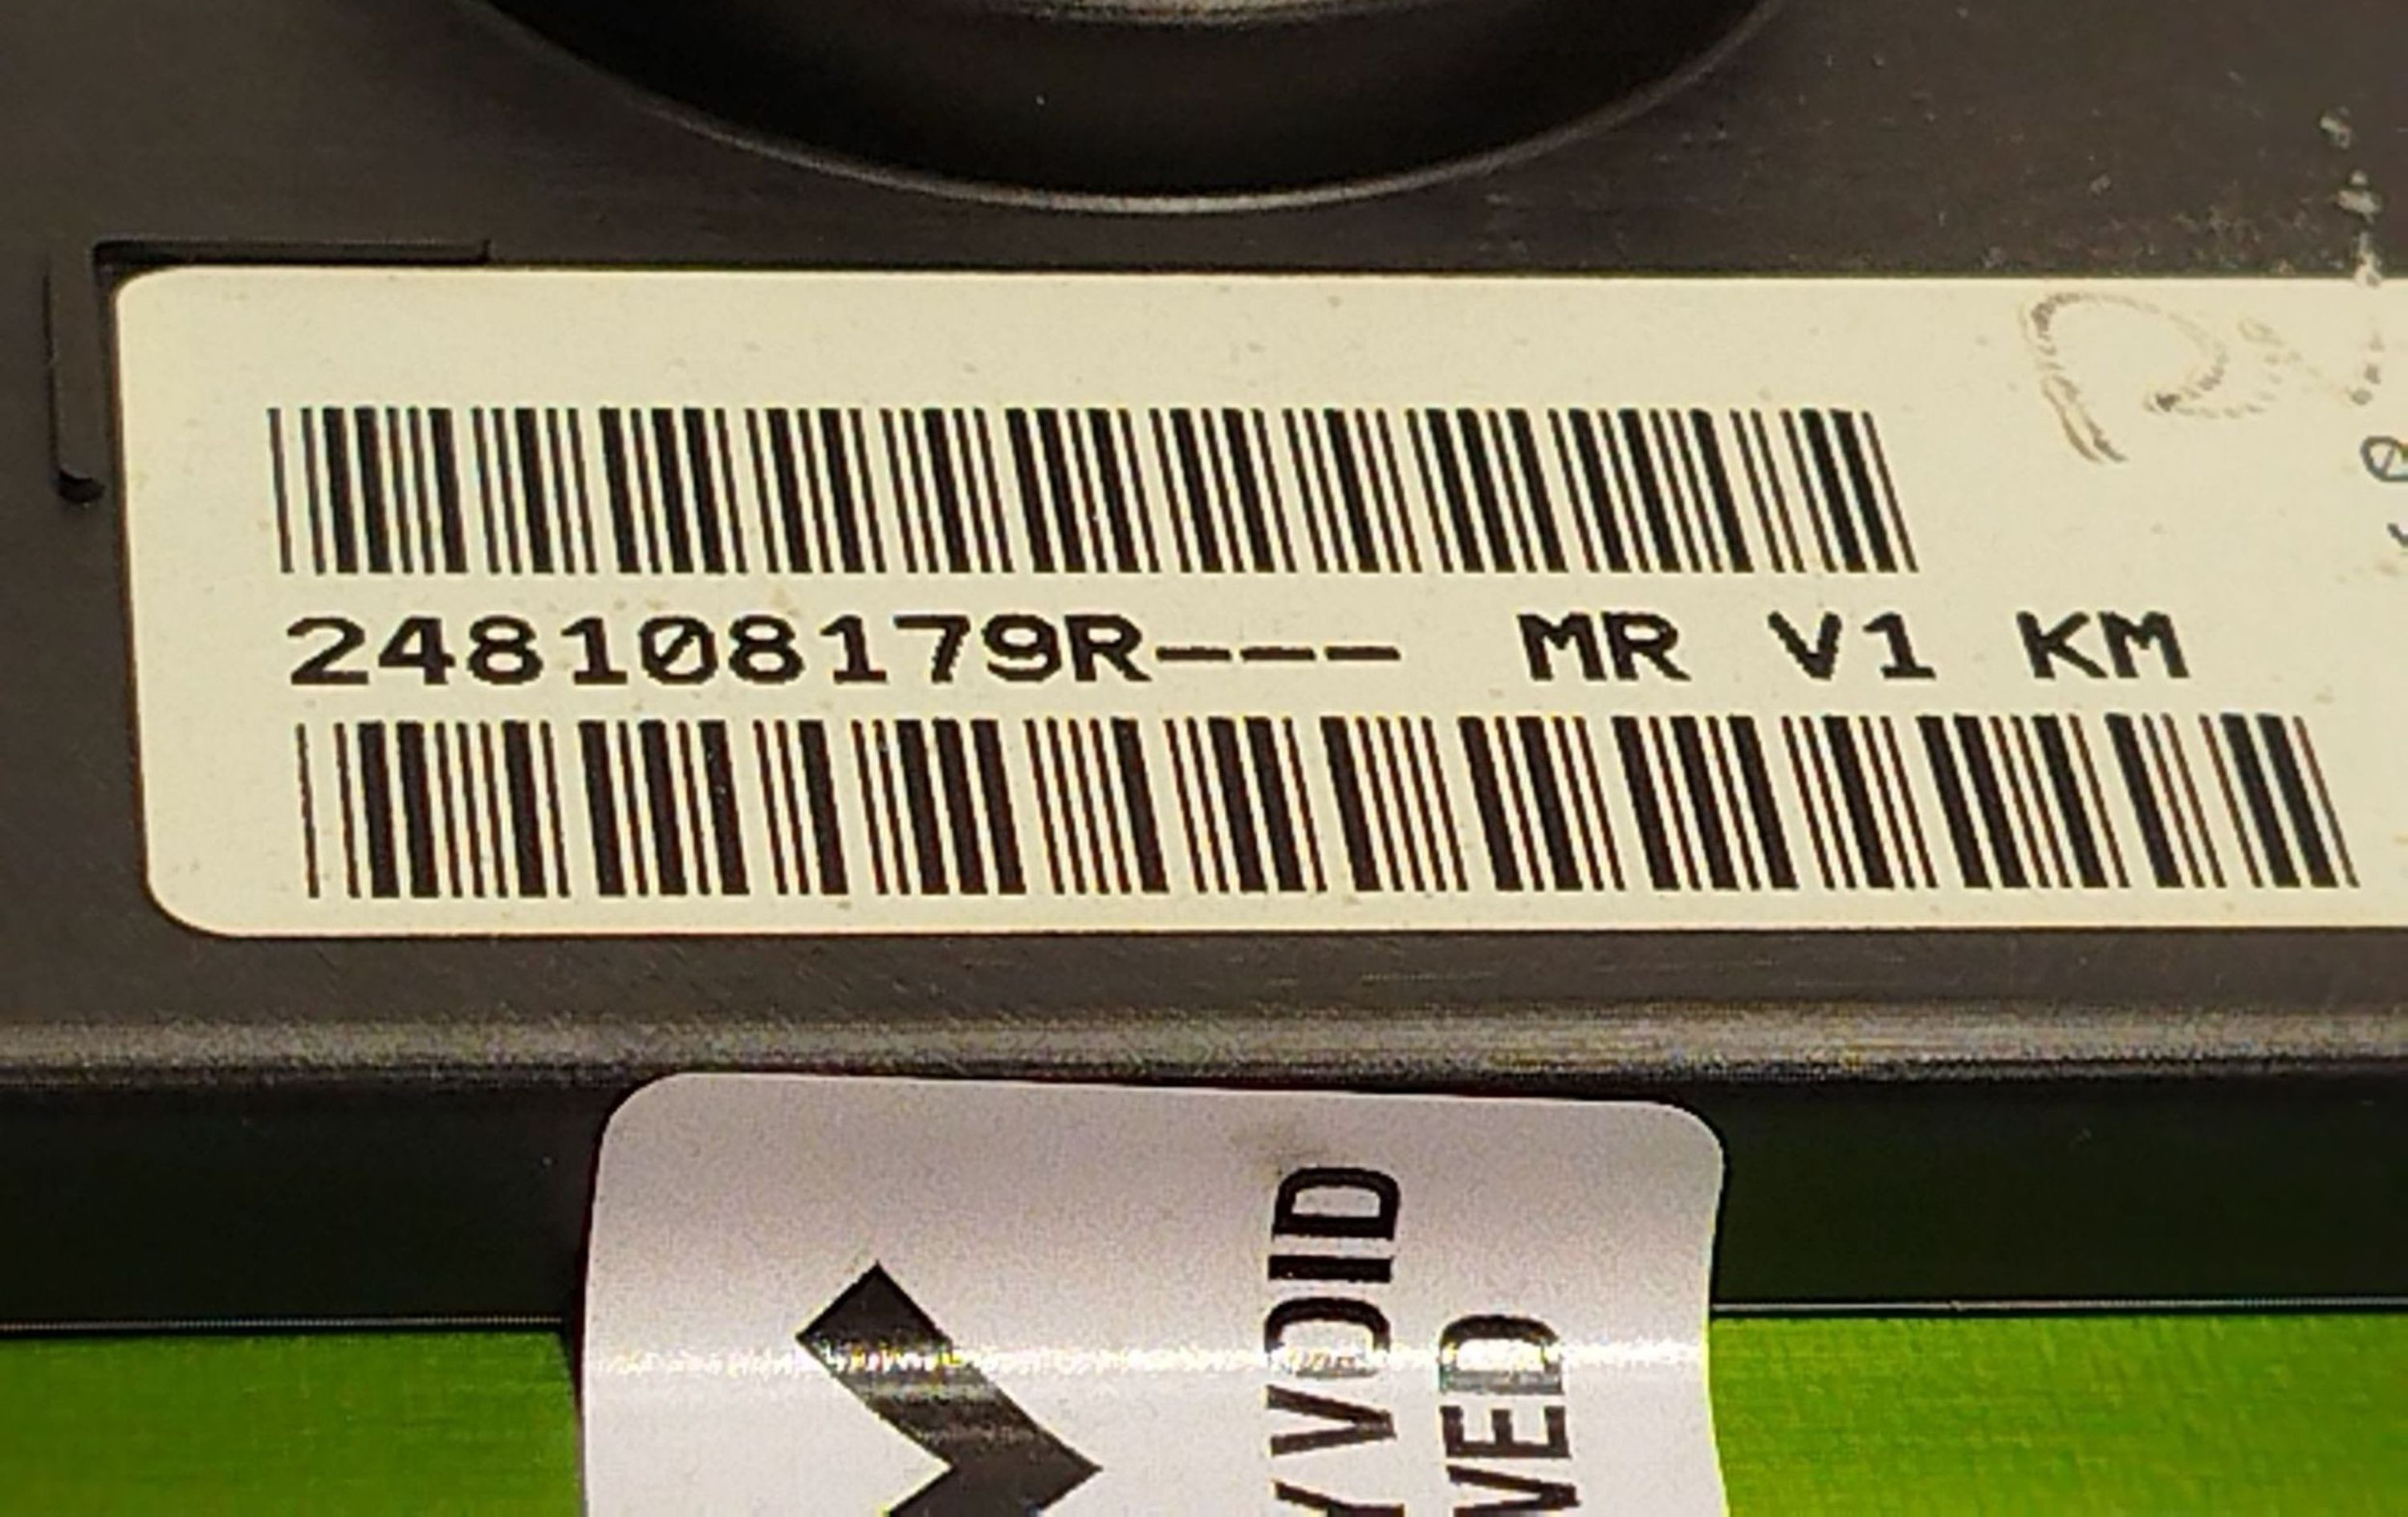 248108179R--- MR V1 KM
Y VOID
VED